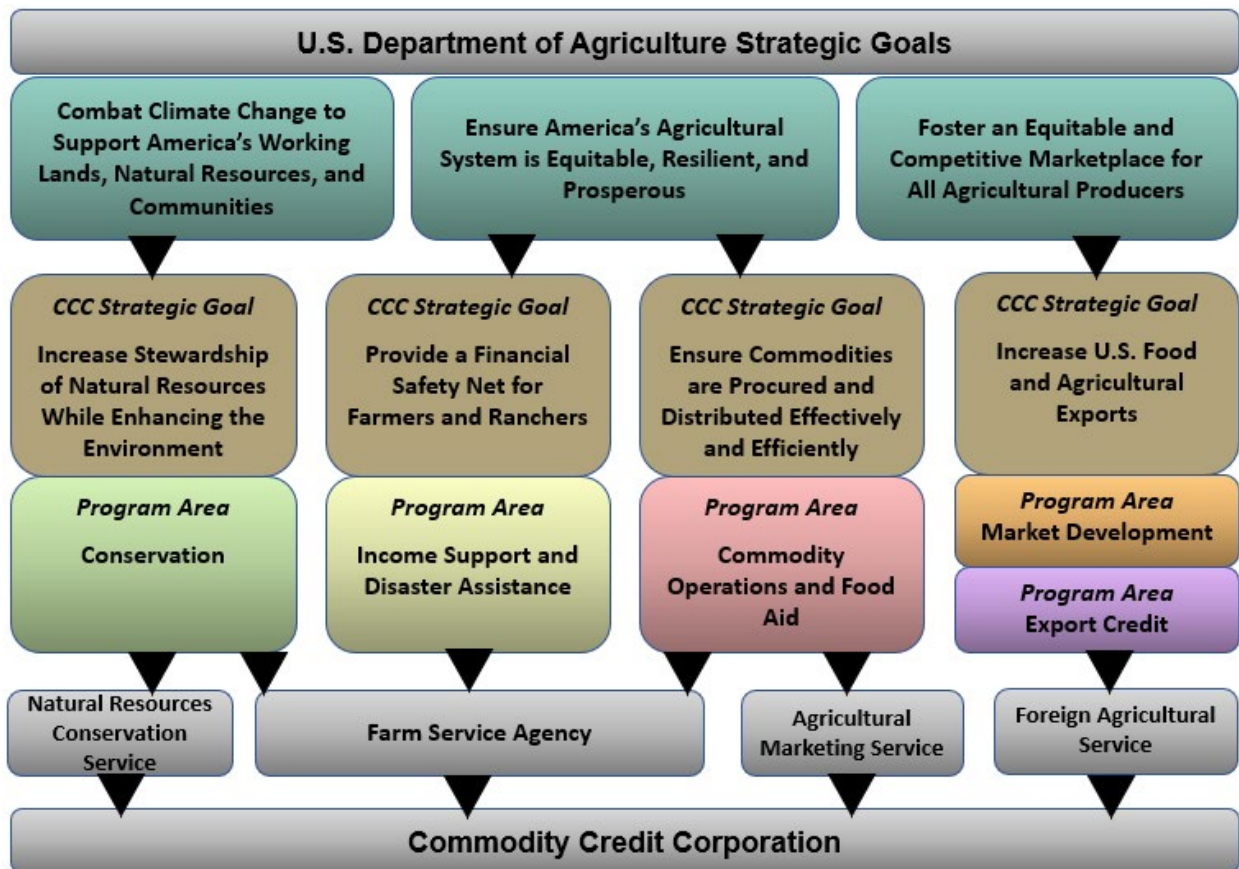 U.S. Department of Agriculture Strategic Goals
Combat Climate Change to
Support America’s Working
Lands, Natural Resources, and
Communities
Ensure America’s Agricultural
System is Equitable, Resilient, and
Prosperous
Foster an Equitable and
Competitive Marketplace for
All Agricultural Producers
CCC Strategic Goal
Increase Stewardship
of Natural Resources
While Enhancing the
Environment
CCC Strategic Goal
Provide a Financial
Safety Net for
Farmers and Ranchers
CCC Strategic Goal
Ensure Commodities
are Procured and
Distributed Effectively
and Efficiently
CCC Strategic Goal
Increase U.S. Food
and Agricultural
Exports
Program Area
Conservation
Program Area
Income Support and
Disaster Assistance
Program Area
Commodity
Operations and Food
Aid
Program Area
Market Development
Program Area
Export Credit
Natural Resources
Conservation
Service
Farm Service Agency
Agricultural
Marketing Service
Foreign Agricultural
Service
Commodity Credit Corporation